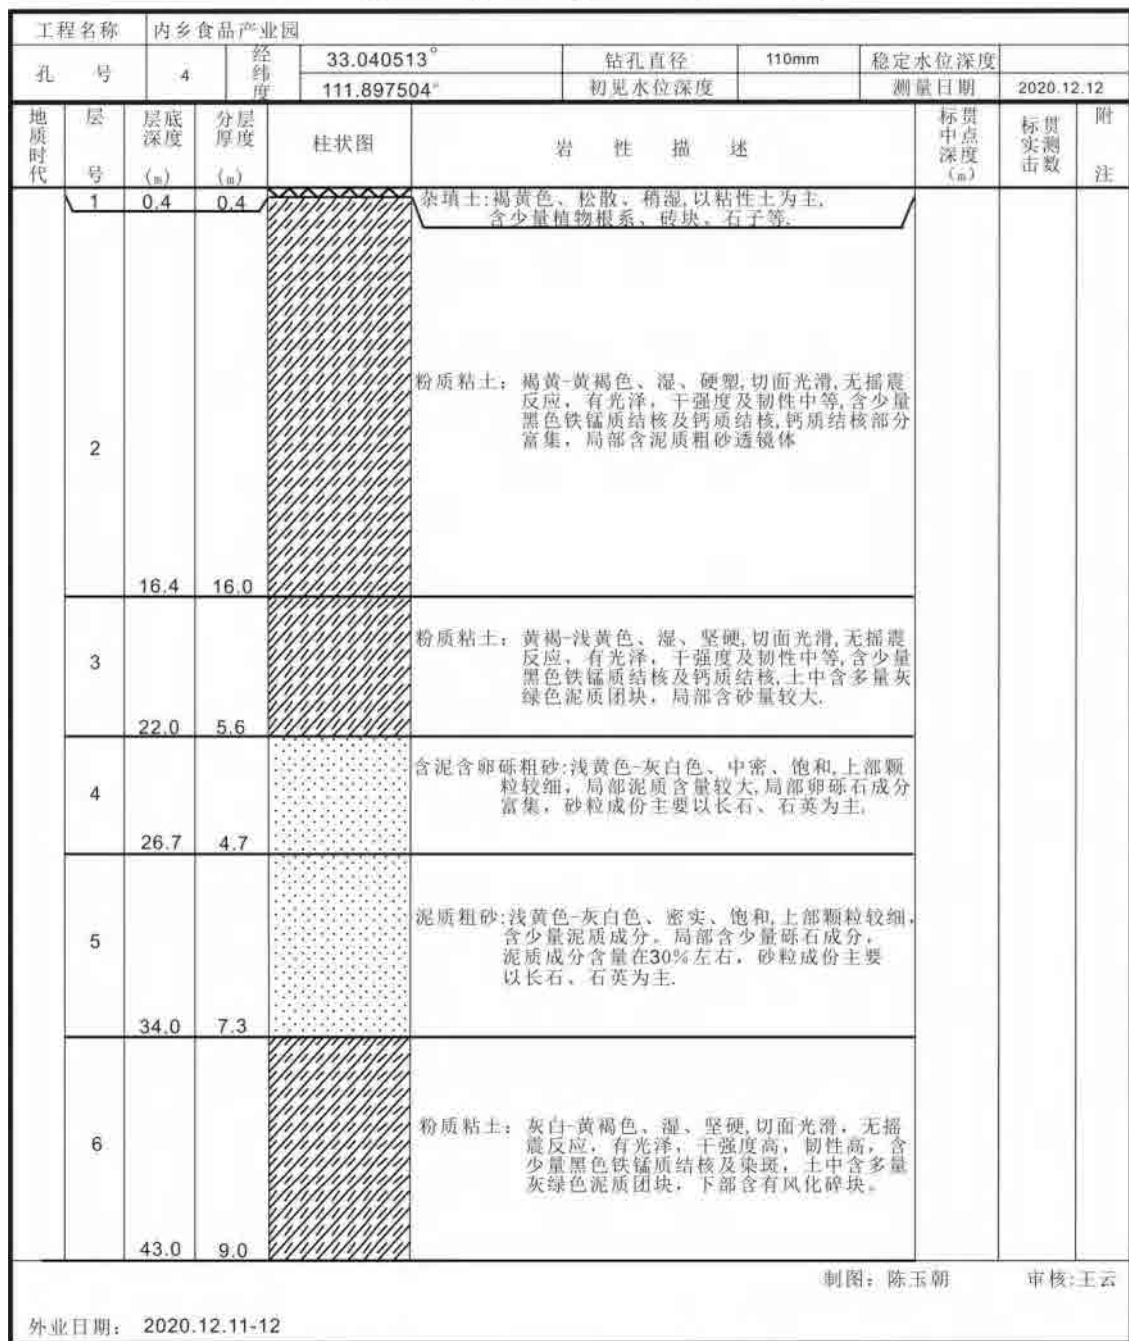 工程名称 内乡食品产业园
孔 号 4 经纬度 33.040513° 钻孔直径 110mm 稳定水位深度
111.897504° 初见水位深度 测量日期 2020.12.12
地质时代 层号 层底深度(m) 分层厚度(m) 柱状图 岩 性 描 述 标贯中点深度(m) 标贯实测击数 附注
1 0.4 0.4 杂填土:褐黄色、松散、稍湿,以粘性土为主,
含少量植物根系、砖块、石子等.
粉质粘土：褐黄-黄褐色、湿、硬塑,切面光滑,无摇震
反应，有光泽，干强度及韧性中等,含少量
黑色铁锰质结核及钙质结核,钙质结核部分
富集，局部含泥质粗砂透镜体
2
16.4 16.0
粉质粘土：黄褐-浅黄色、湿、坚硬,切面光滑,无摇震
反应，有光泽，干强度及韧性中等,含少量
黑色铁锰质结核及钙质结核,土中含多量灰
绿色泥质团块，局部含砂量较大.
3
22.0 5.6
含泥含卵砾粗砂:浅黄色-灰白色、中密、饱和,上部颗
粒较细，局部泥质含量较大,局部卵砾石成分
富集，砂粒成份主要以长石、石英为主.
4
26.7 4.7
泥质粗砂:浅黄色-灰白色、密实、饱和,上部颗粒较细，
含少量泥质成分。局部含少量砾石成分，
泥质成分含量在30%左右，砂粒成份主要
以长石、石英为主.
5
34.0 7.3
粉质粘土：灰白-黄褐色、湿、坚硬,切面光滑，无摇
震反应，有光泽，干强度高，韧性高，含
少量黑色铁锰质结核及染斑，土中含多量
灰绿色泥质团块，下部含有风化碎块。
6
43.0 9.0
制图：陈玉朝 审核:王云
外业日期： 2020.12.11-12